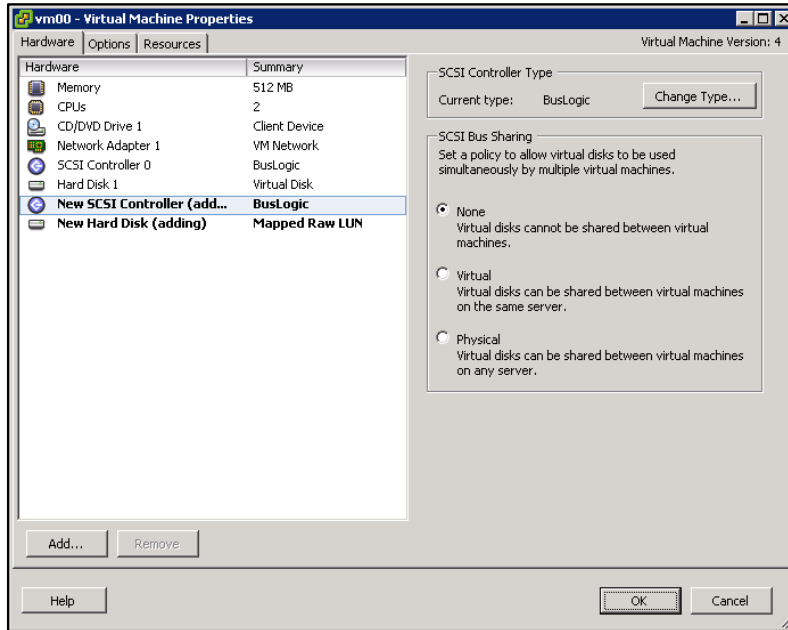 vm00 - Virtual Machine Properties
Hardware Options Resources Virtual Machine Version: 4
Hardware Summary
Memory 512 MB
CPUs 2
CD/DVD Drive 1 Client Device
Network Adapter 1 VM Network
SCSI Controller 0 BusLogic
Hard Disk 1 Virtual Disk
New SCSI Controller (add... BusLogic
New Hard Disk (adding) Mapped Raw LUN
SCSI Controller Type
Current type: BusLogic Change Type...
SCSI Bus Sharing
Set a policy to allow virtual disks to be used
simultaneously by multiple virtual machines.
None
Virtual disks cannot be shared between virtual
machines.
Virtual
Virtual disks can be shared between virtual machines
on the same server.
Physical
Virtual disks can be shared between virtual machines
on any server.
Add... Remove
Help OK Cancel